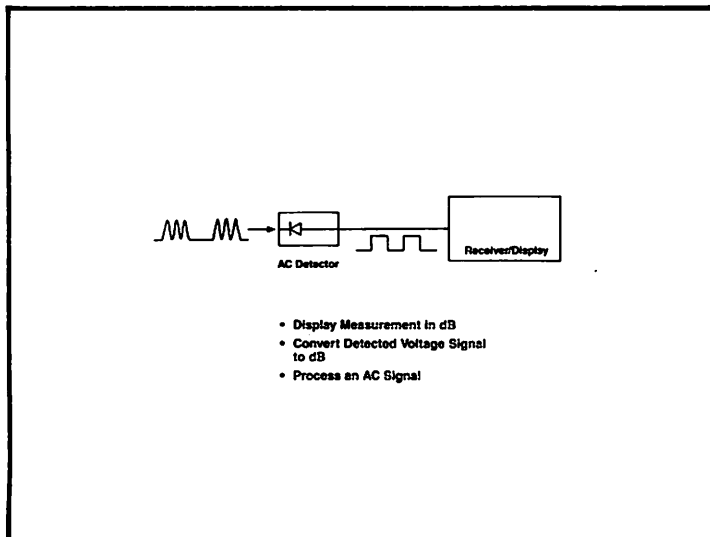 Receiver/Display
AC Detector
• Display Measurement in dB
• Convert Detected Voltage Signal
to dB
• Process an AC Signal